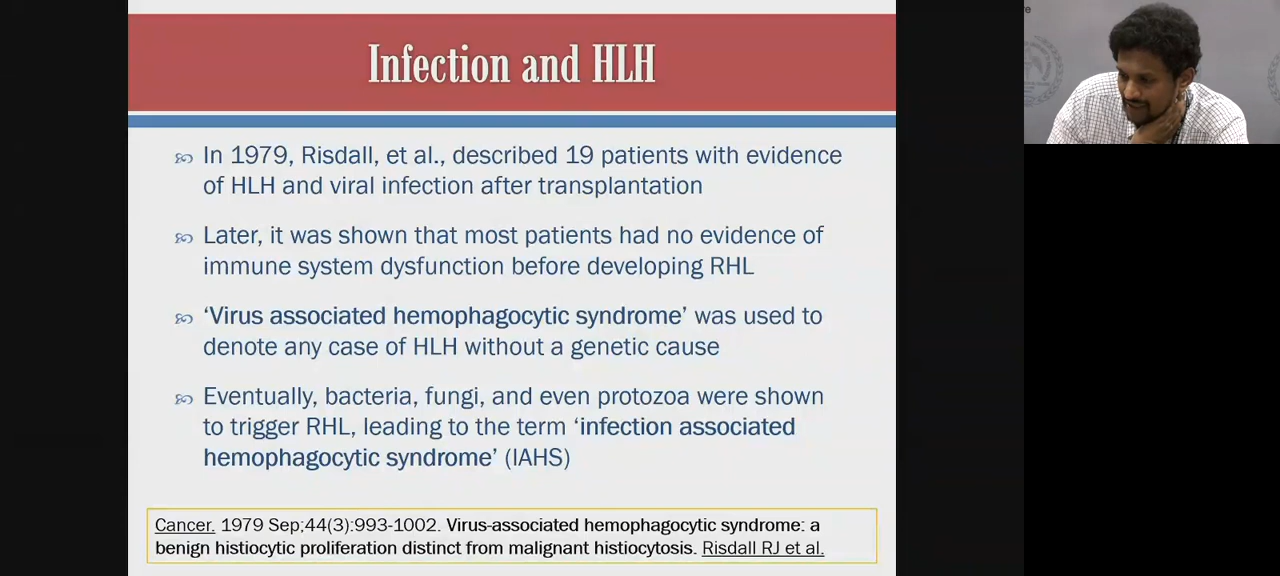 Infection and HLH
In 1979, Risdall, et al., described 19 patients with evidence
of HLH and viral infection after transplantation
Later, it was shown that most patients had no evidence of
immune system dysfunction before developing RHL
‘Virus associated hemophagocytic syndrome’ was used to
denote any case of HLH without a genetic cause
Eventually, bacteria, fungi, and even protozoa were shown
to trigger RHL, leading to the term ‘infection associated
hemophagocytic syndrome’ (IAHS)
Cancer. 1979 Sep;44(3):993-1002. Virus-associated hemophagocytic syndrome: a
benign histiocytic proliferation distinct from malignant histiocytosis. Risdall RJ et al.